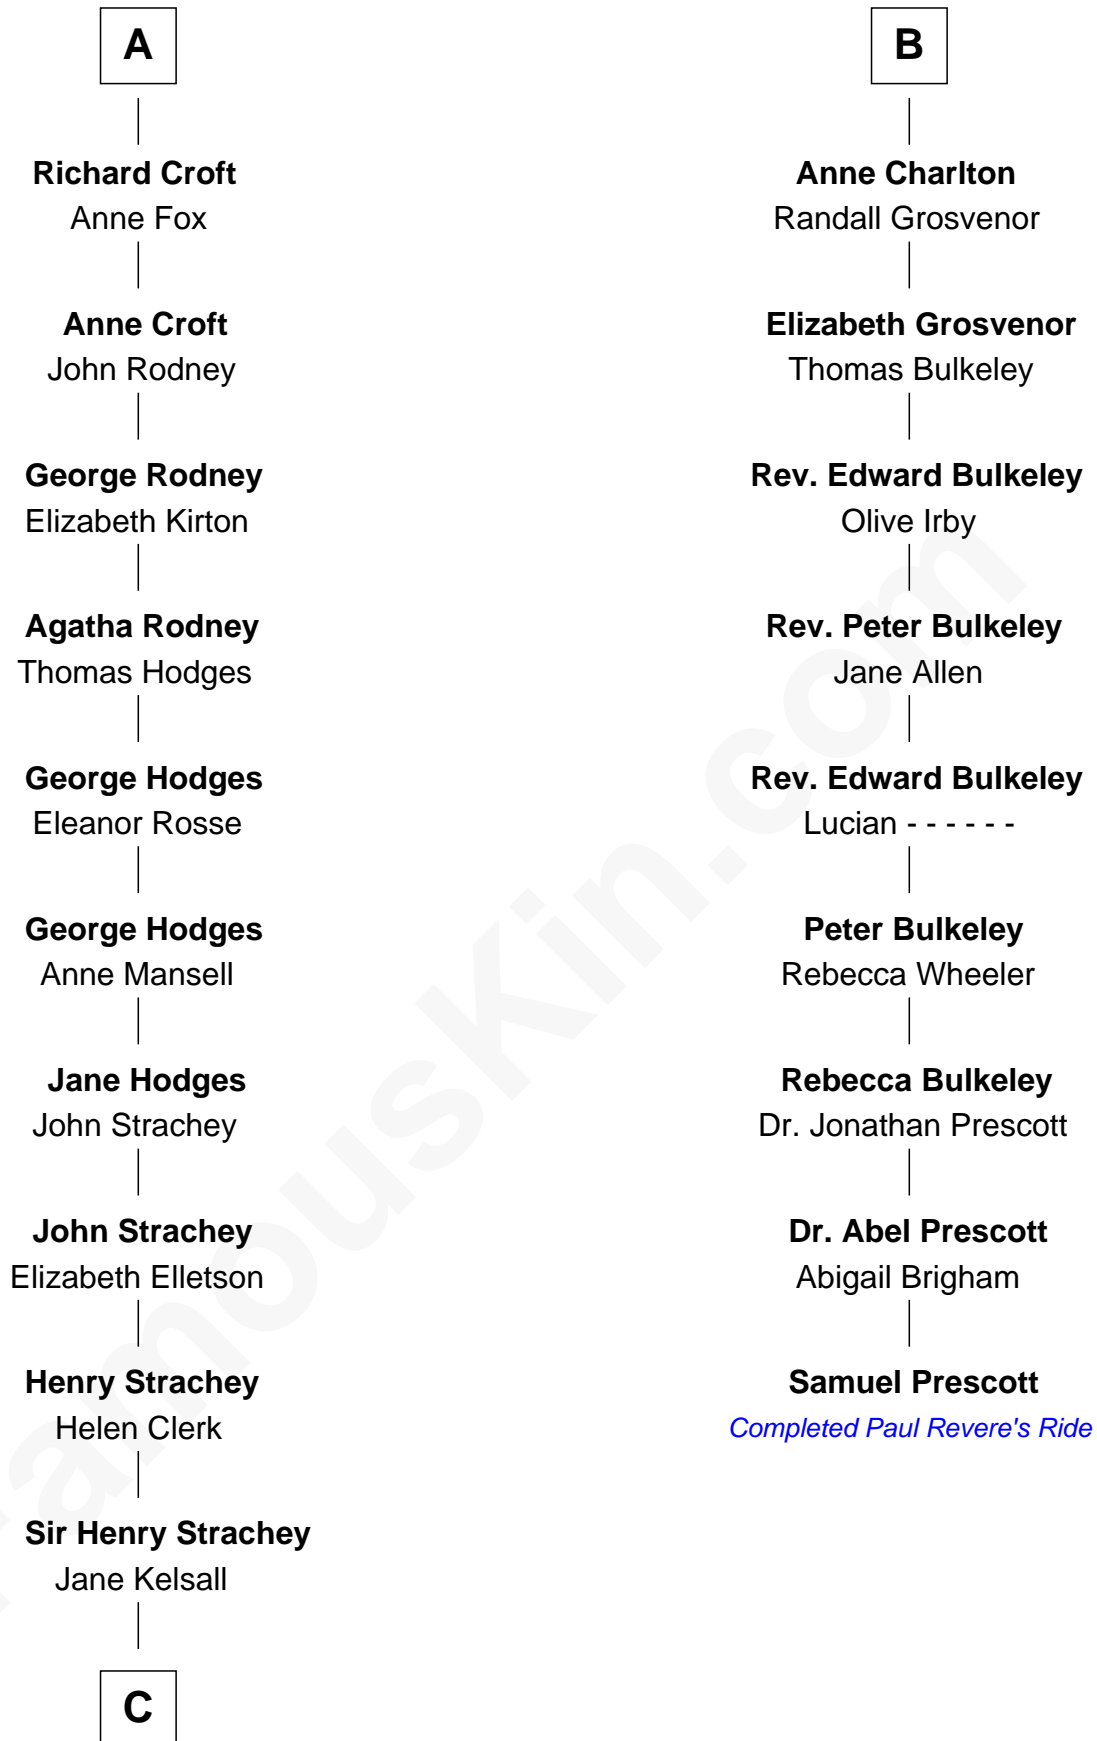 A
Richard Croft
Anne Fox
Anne Croft
John Rodney
George Rodney
Elizabeth Kirton
Agatha Rodney
Thomas Hodges
George Hodges
Eleanor Rosse
George Hodges
Anne Mansell
Jane Hodges
John Strachey
John Strachey
Elizabeth Elletson
Henry Strachey
Helen Clerk
Sir Henry Strachey
Jane Kelsall
C
B
Anne Charlton
Randall Grosvenor
Elizabeth Grosvenor
Thomas Bulkeley
Rev. Edward Bulkeley
Olive Irby
Rev. Peter Bulkeley
Jane Allen
Rev. Edward Bulkeley
Lucian - - - - - -
Peter Bulkeley
Rebecca Wheeler
Rebecca Bulkeley
Dr. Jonathan Prescott
Dr. Abel Prescott
Abigail Brigham
Samuel Prescott
Completed Paul Revere's Ride
FamousKin.com